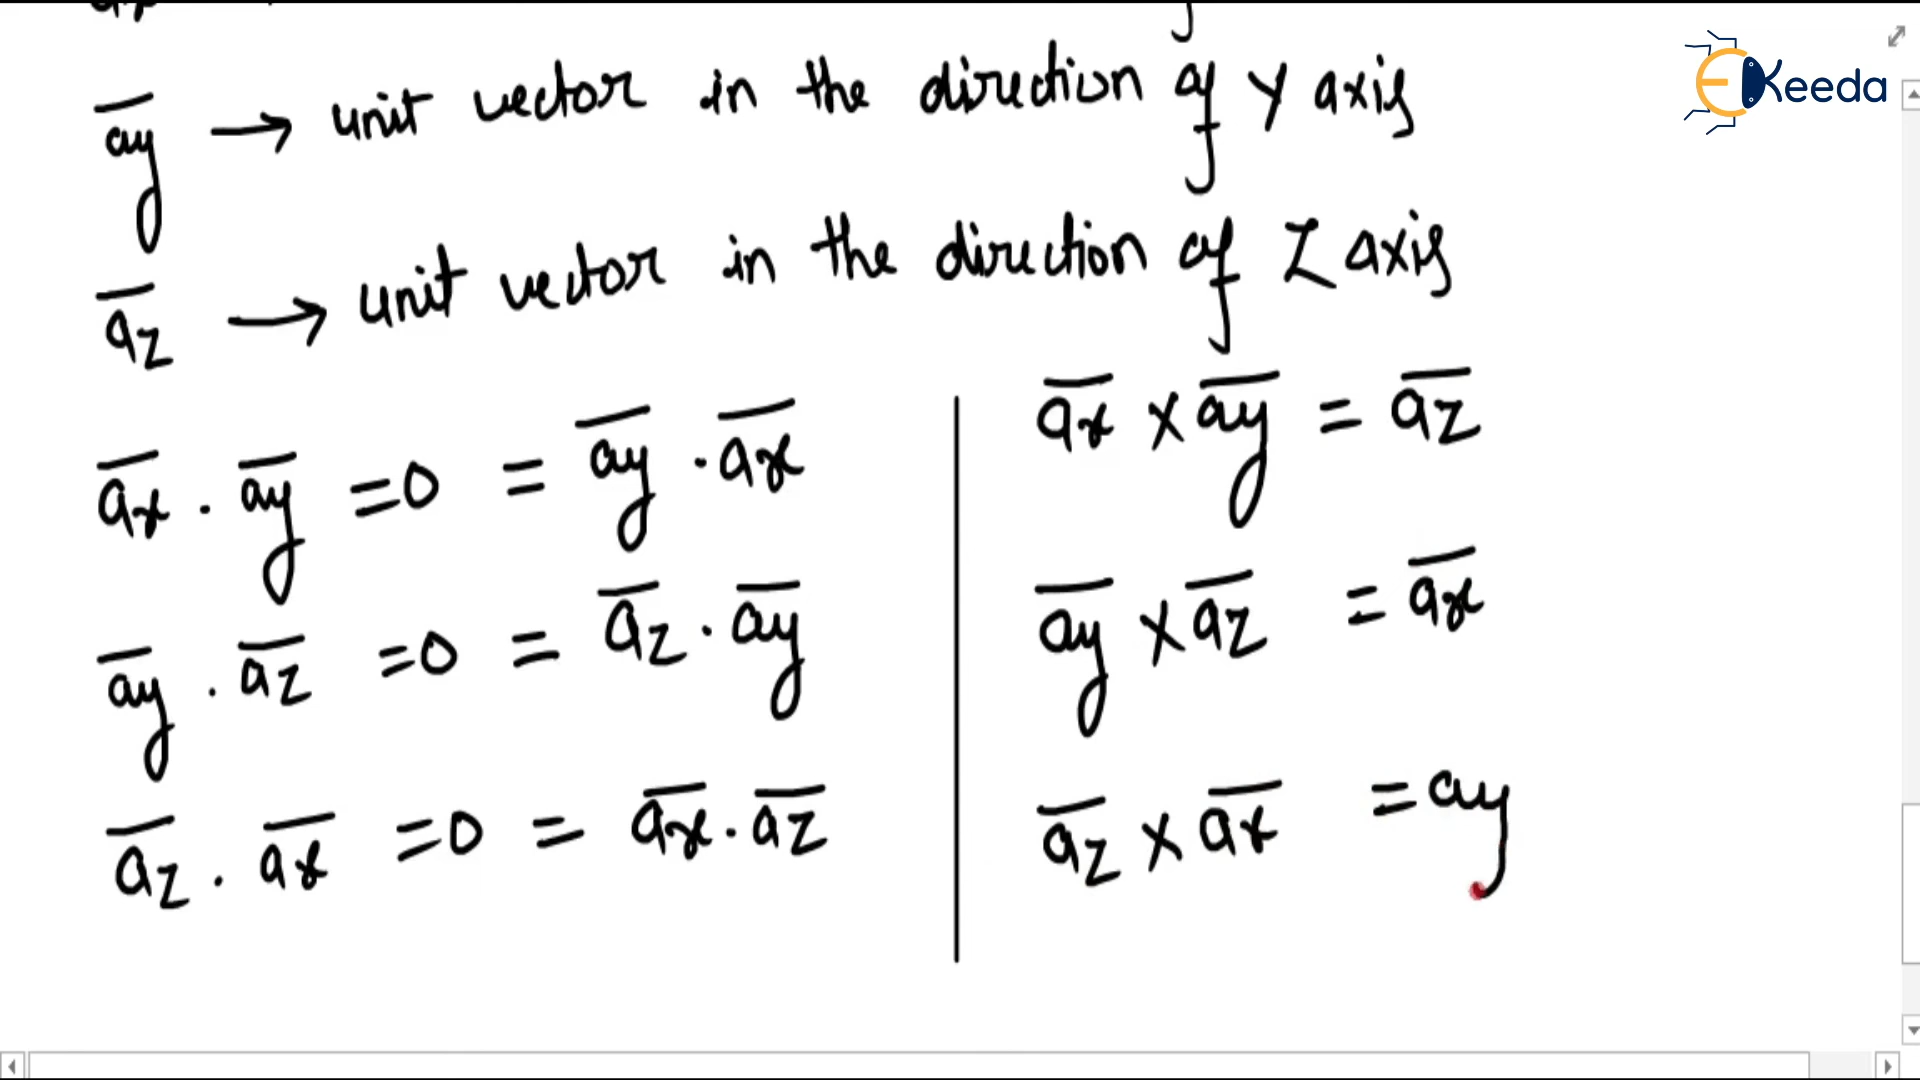 EKeeda
ay → unit vector in the direction of Y axis
az → unit vector in the direction of Z axis
ax . ay = 0 = ay . ax
ay . az = 0 = az . ay
az . ax = 0 = ax . az
ax × ay = az
ay × az = ax
az × ax = ay